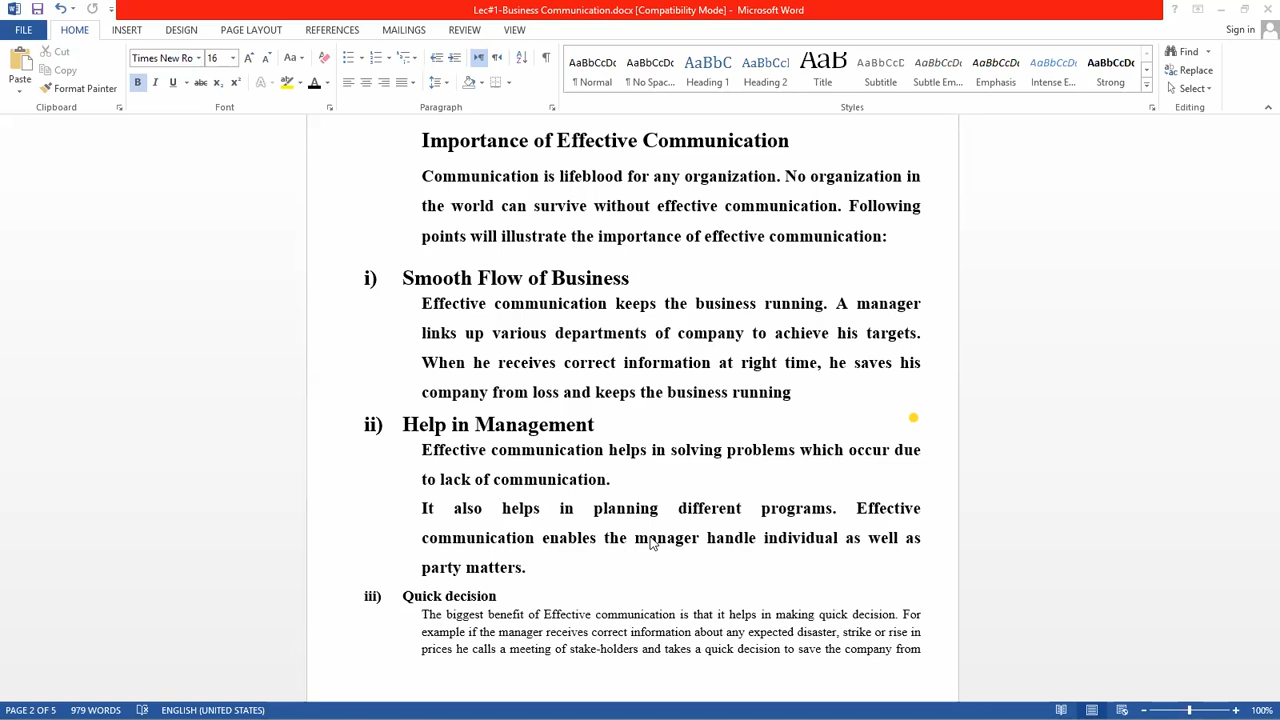 Lec#1-Business Communication.docx [Compatibility Mode] - Microsoft Word
FILE HOME INSERT DESIGN PAGE LAYOUT REFERENCES MAILINGS REVIEW VIEW Sign in
Paste Cut Copy Format Painter
Times New Ro 16
AaBbCcDc AaBbCcDc AaBbC AaBbCcl AaB AaBbCcDc AaBbCcDc AaBbCcDc AaBbCcDc AaBbCcDc
¶ Normal ¶ No Spac... Heading 1 Heading 2 Title Subtitle Subtle Em... Emphasis Intense E... Strong
Find Replace Select
Clipboard Font Paragraph Styles Editing
Importance of Effective Communication
Communication is lifeblood for any organization. No organization in
the world can survive without effective communication. Following
points will illustrate the importance of effective communication:
i) Smooth Flow of Business
Effective communication keeps the business running. A manager
links up various departments of company to achieve his targets.
When he receives correct information at right time, he saves his
company from loss and keeps the business running
ii) Help in Management
Effective communication helps in solving problems which occur due
to lack of communication.
It also helps in planning different programs. Effective
communication enables the manager handle individual as well as
party matters.
iii) Quick decision
The biggest benefit of Effective communication is that it helps in making quick decision. For
example if the manager receives correct information about any expected disaster, strike or rise in
prices he calls a meeting of stake-holders and takes a quick decision to save the company from
PAGE 2 OF 5 979 WORDS ENGLISH (UNITED STATES) 100%